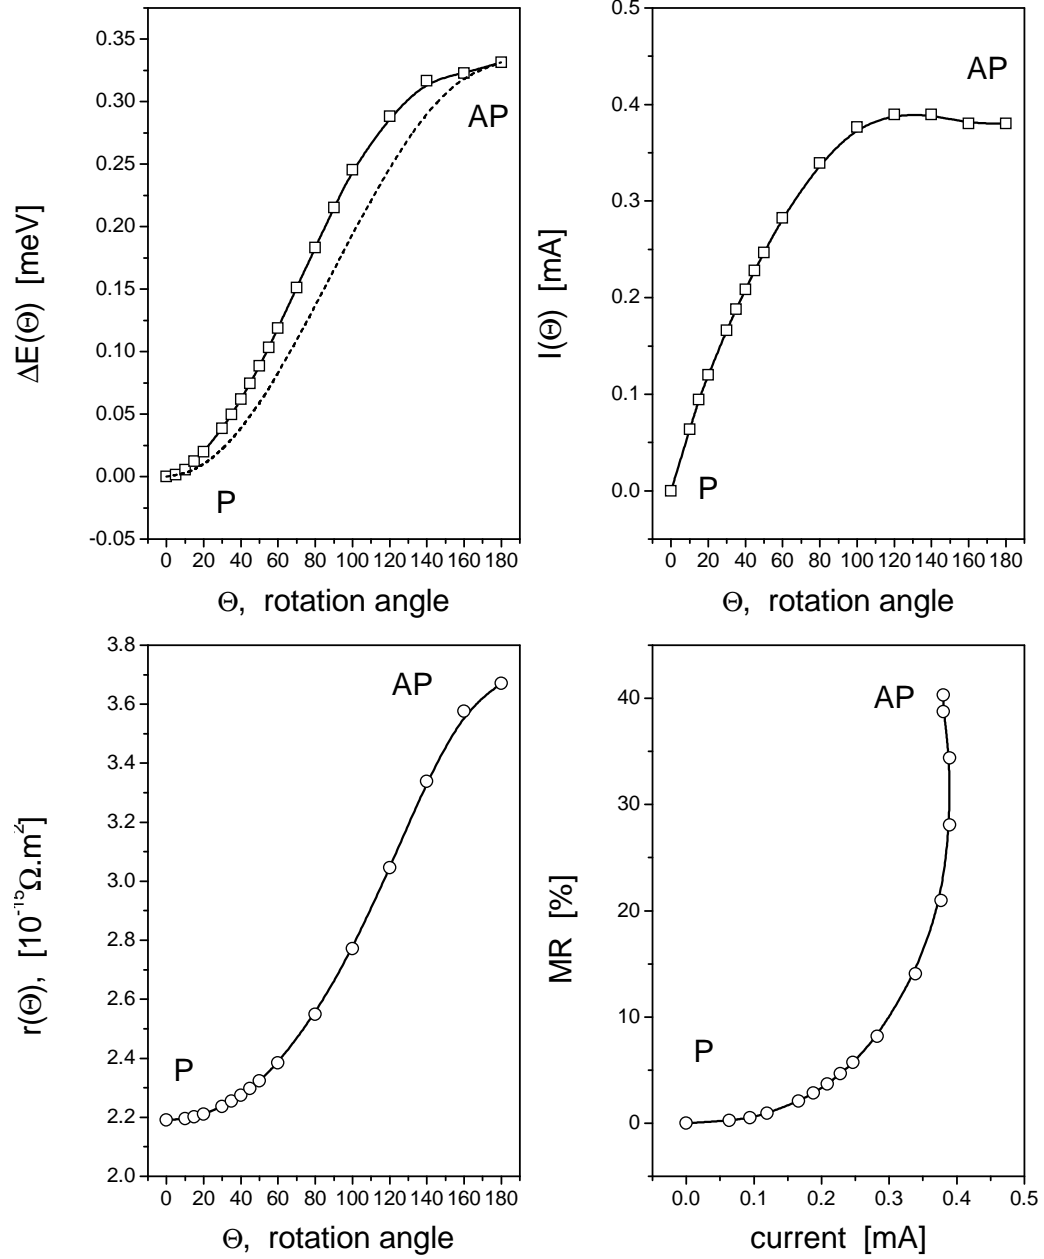 0.35
0.30
0.25
0.20
0.15
0.10
0.05
0.00
-0.05
ΔE(Θ) [meV]
AP
P
0 20 40 60 80 100 120 140 160 180
Θ, rotation angle
0.5
0.4
0.3
0.2
0.1
0.0
I(Θ) [mA]
AP
P
0 20 40 60 80 100 120 140 160 180
Θ, rotation angle
3.8
3.6
3.4
3.2
3.0
2.8
2.6
2.4
2.2
2.0
r(Θ), [10⁻¹⁵Ω.m²]
AP
P
0 20 40 60 80 100 120 140 160 180
Θ, rotation angle
40
30
20
10
0
MR [%]
AP
P
0.0 0.1 0.2 0.3 0.4 0.5
current [mA]